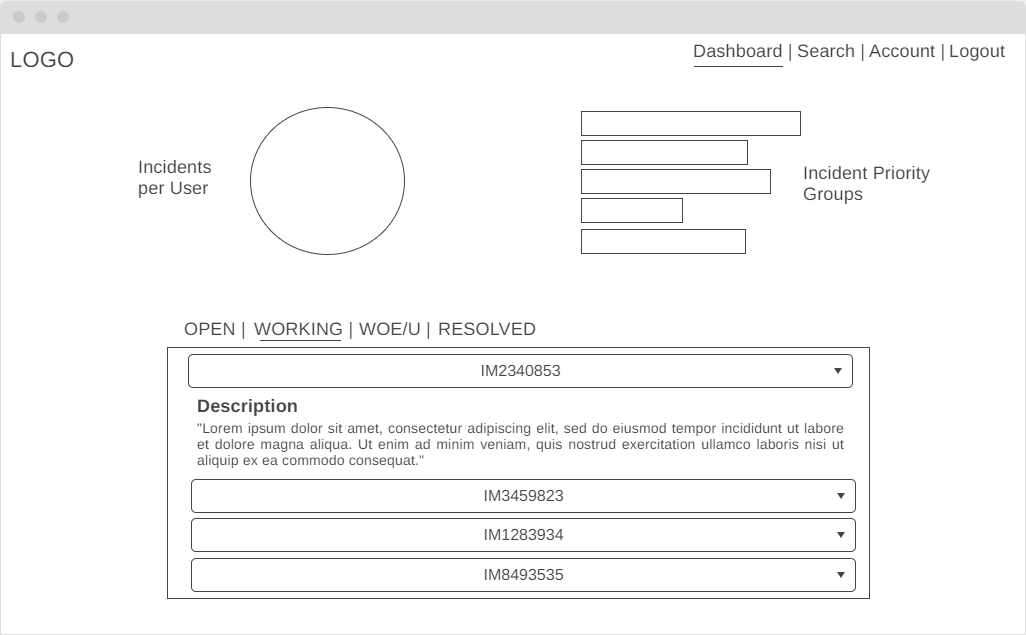 LOGO
Dashboard | Search | Account | Logout
Incidents
per User
Incident Priority
Groups
OPEN | WORKING | WOE/U | RESOLVED
IM2340853
Description
"Lorem ipsum dolor sit amet, consectetur adipiscing elit, sed do eiusmod tempor incididunt ut labore
et dolore magna aliqua. Ut enim ad minim veniam, quis nostrud exercitation ullamco laboris nisi ut
aliquip ex ea commodo consequat."
IM3459823
IM1283934
IM8493535